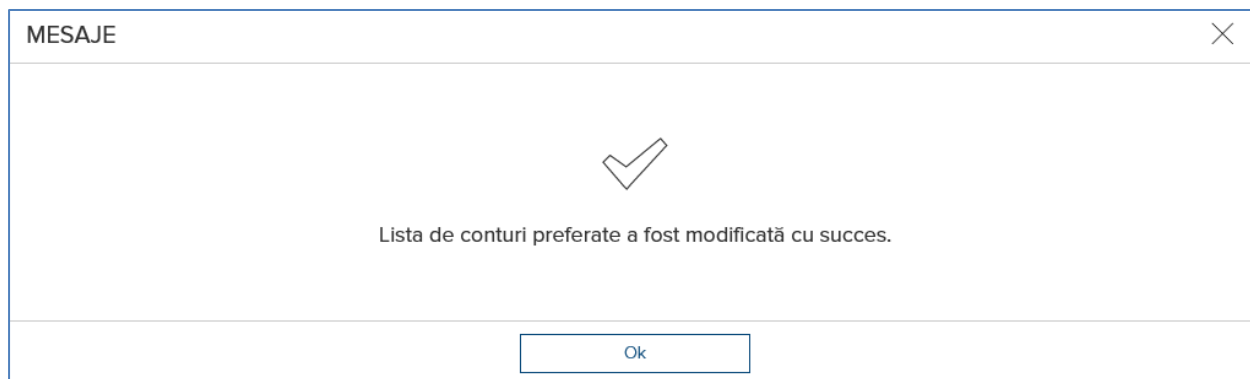 MESAJE
Lista de conturi preferate a fost modificată cu succes.
Ok